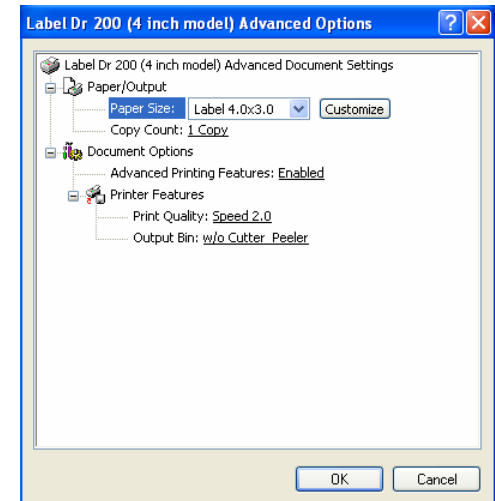 Label Dr 200 (4 inch model) Advanced Options
Label Dr 200 (4 inch model) Advanced Document Settings
Paper/Output
Paper Size: Label 4.0x3.0 Customize
Copy Count: 1 Copy
Document Options
Advanced Printing Features: Enabled
Printer Features
Print Quality: Speed 2.0
Output Bin: w/o Cutter_Peeler
OK Cancel